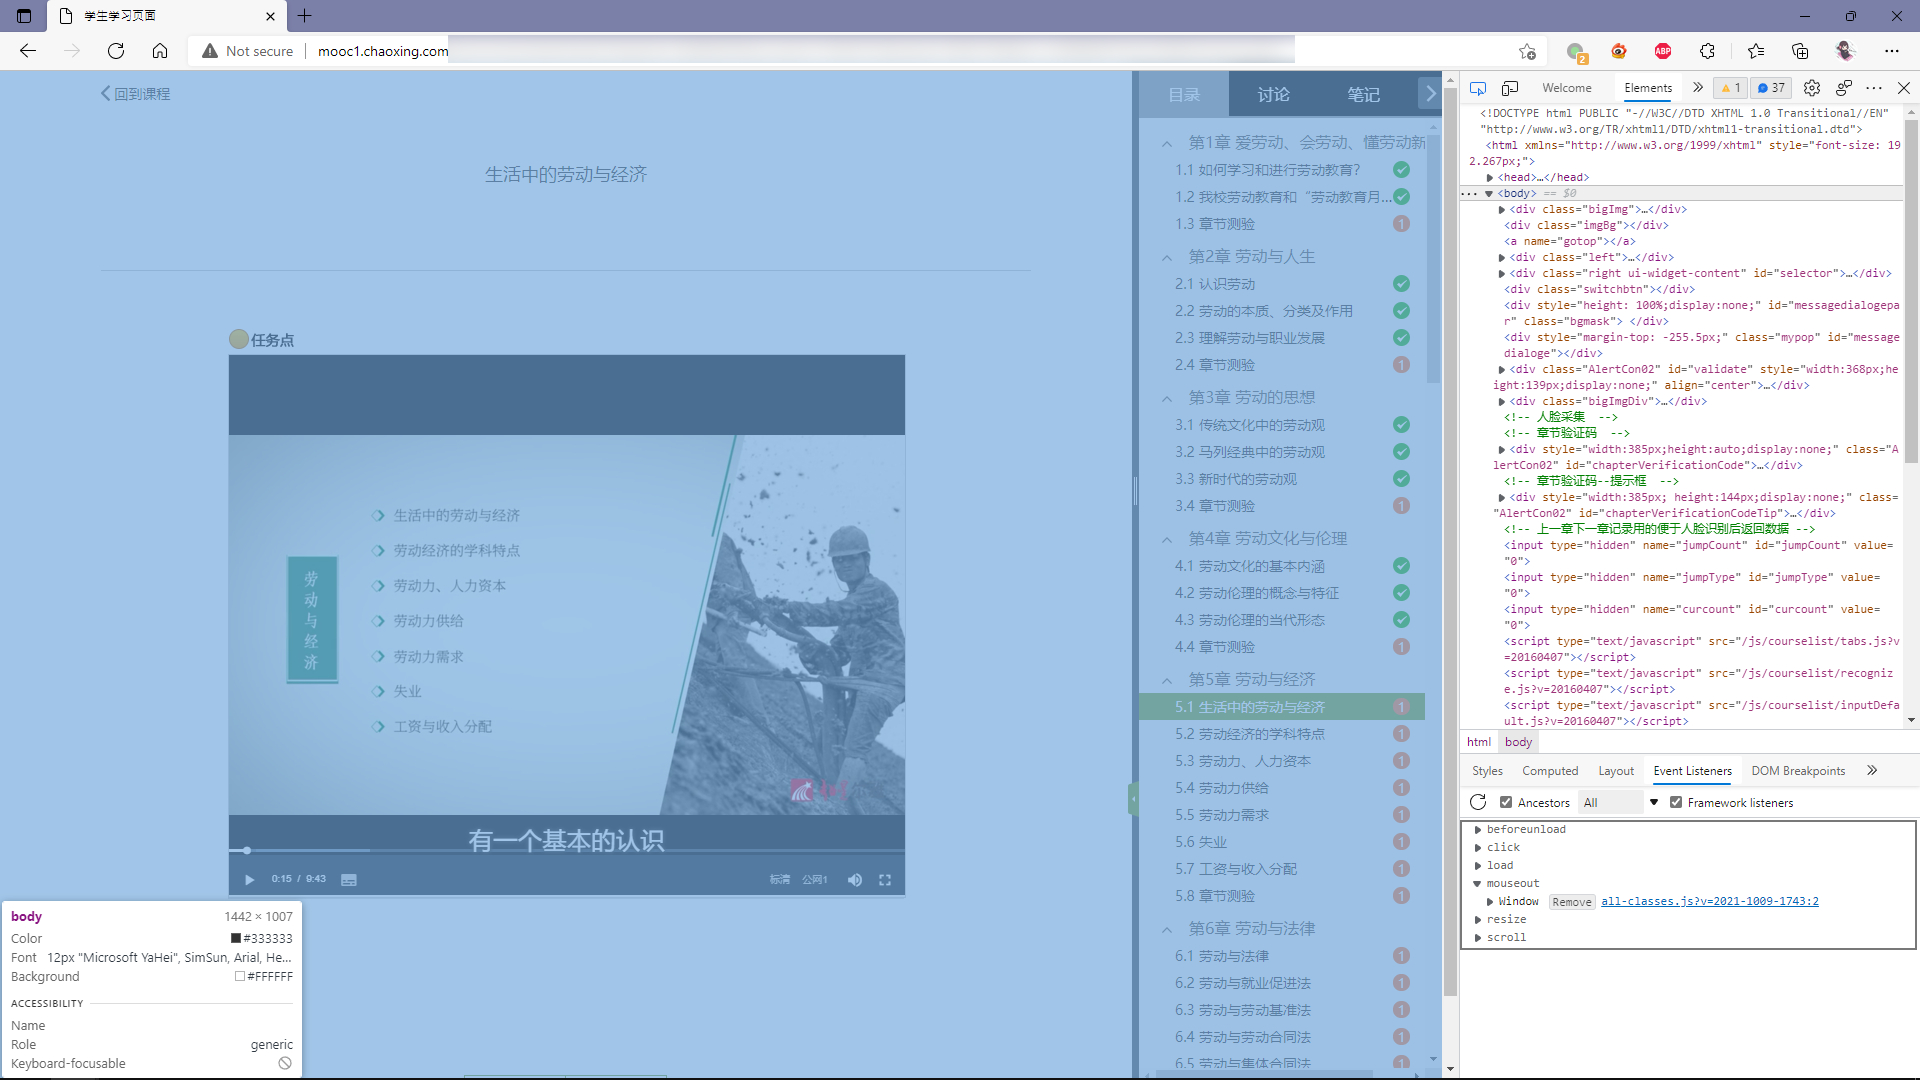 学生学习页面
Not secure
mooc1.chaoxing.com
ABP
2
回到课程
生活中的劳动与经济
任务点
劳动与经济
生活中的劳动与经济
劳动经济的学科特点
劳动力、人力资本
劳动力供给
劳动力需求
失业
工资与收入分配
有一个基本的认识
0:15 / 9:43
标清
公网1
目录
讨论
笔记
第1章 爱劳动、会劳动、懂劳动新
1.1 如何学习和进行劳动教育?
1.2 我校劳动教育和“劳动教育月...
1.3 章节测验
1
第2章 劳动与人生
2.1 认识劳动
2.2 劳动的本质、分类及作用
2.3 理解劳动与职业发展
2.4 章节测验
1
第3章 劳动的思想
3.1 传统文化中的劳动观
3.2 马列经典中的劳动观
3.3 新时代的劳动观
3.4 章节测验
1
第4章 劳动文化与伦理
4.1 劳动文化的基本内涵
4.2 劳动伦理的概念与特征
4.3 劳动伦理的当代形态
4.4 章节测验
1
第5章 劳动与经济
5.1 生活中的劳动与经济
1
5.2 劳动经济的学科特点
1
5.3 劳动力、人力资本
1
5.4 劳动力供给
1
5.5 劳动力需求
1
5.6 失业
1
5.7 工资与收入分配
1
5.8 章节测验
1
第6章 劳动与法律
6.1 劳动与法律
1
6.2 劳动与就业促进法
1
6.3 劳动与劳动基准法
1
6.4 劳动与劳动合同法
1
6.5 劳动与集体合同法
1
body
1442 × 1007
Color
#333333
Font
12px "Microsoft YaHei", SimSun, Arial, He...
Background
#FFFFFF
ACCESSIBILITY
Name
Role
generic
Keyboard-focusable
Welcome
Elements
1
37
<!DOCTYPE html PUBLIC "-//W3C//DTD XHTML 1.0 Transitional//EN"
"http://www.w3.org/TR/xhtml1/DTD/xhtml1-transitional.dtd">
<html xmlns="http://www.w3.org/1999/xhtml" style="font-size: 19
2.267px;">
<head>…</head>
<body> == $0
<div class="bigImg">…</div>
<div class="imgBg"></div>
<a name="gotop"></a>
<div class="left">…</div>
<div class="right ui-widget-content" id="selector">…</div>
<div class="switchbtn"></div>
<div style="height: 100%;display:none;" id="messagedialogepa
r" class="bgmask"> </div>
<div style="margin-top: -255.5px;" class="mypop" id="message
dialoge"></div>
<div class="AlertCon02" id="validate" style="width:368px;he
ight:139px;display:none;" align="center">…</div>
<div class="bigImgDiv">…</div>
<!-- 人脸采集  -->
<!-- 章节验证码  -->
<div style="width:385px;height:auto;display:none;" class="A
lertCon02" id="chapterVerificationCode">…</div>
<!-- 章节验证码--提示框  -->
<div style="width:385px; height:144px;display:none;" class=
"AlertCon02" id="chapterVerificationCodeTip">…</div>
<!-- 上一章下一章记录用的便于人脸识别后返回数据 -->
<input type="hidden" name="jumpCount" id="jumpCount" value=
"0">
<input type="hidden" name="jumpType" id="jumpType" value=
"0">
<input type="hidden" name="curcount" id="curcount" value=
"0">
<script type="text/javascript" src="/js/courselist/tabs.js?v
=20160407"></script>
<script type="text/javascript" src="/js/courselist/recogniz
e.js?v=20160407"></script>
<script type="text/javascript" src="/js/courselist/inputDefa
ult.js?v=20160407"></script>
html
body
Styles
Computed
Layout
Event Listeners
DOM Breakpoints
Ancestors
All
Framework listeners
beforeunload
click
load
mouseout
Window
Remove
all-classes.js?v=2021-1009-1743:2
resize
scroll